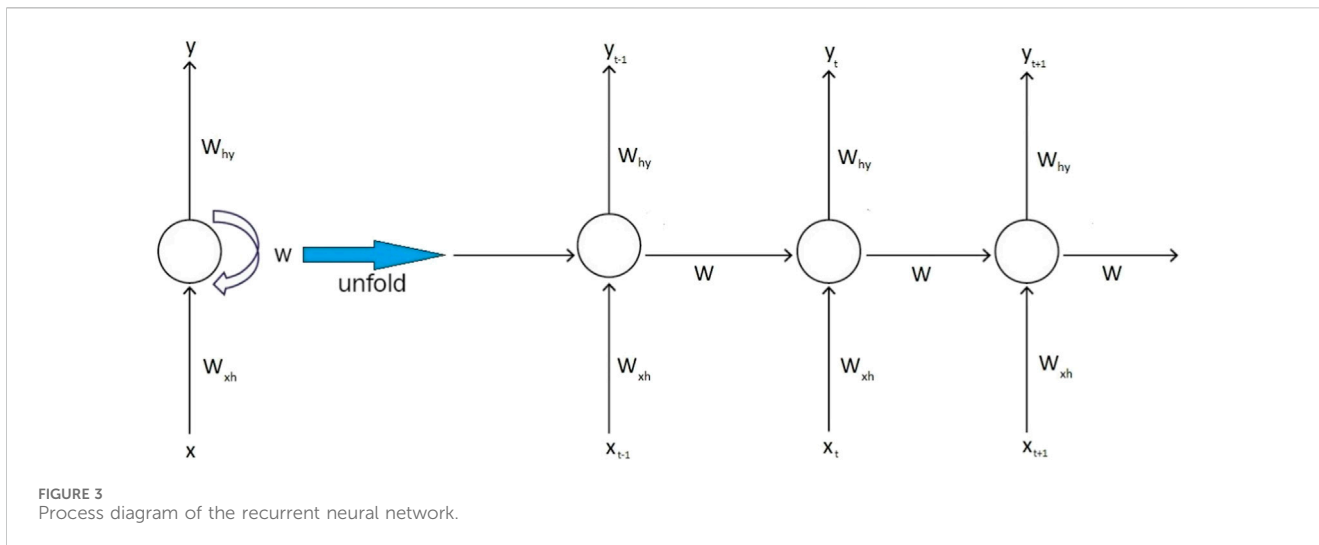 y
y t-1
y t
y t+1
W hy
W hy
W hy
W hy
W
unfold
W
W
W
W xh
W xh
W xh
W xh
x
x t-1
x t
x t+1
FIGURE 3
Process diagram of the recurrent neural network.